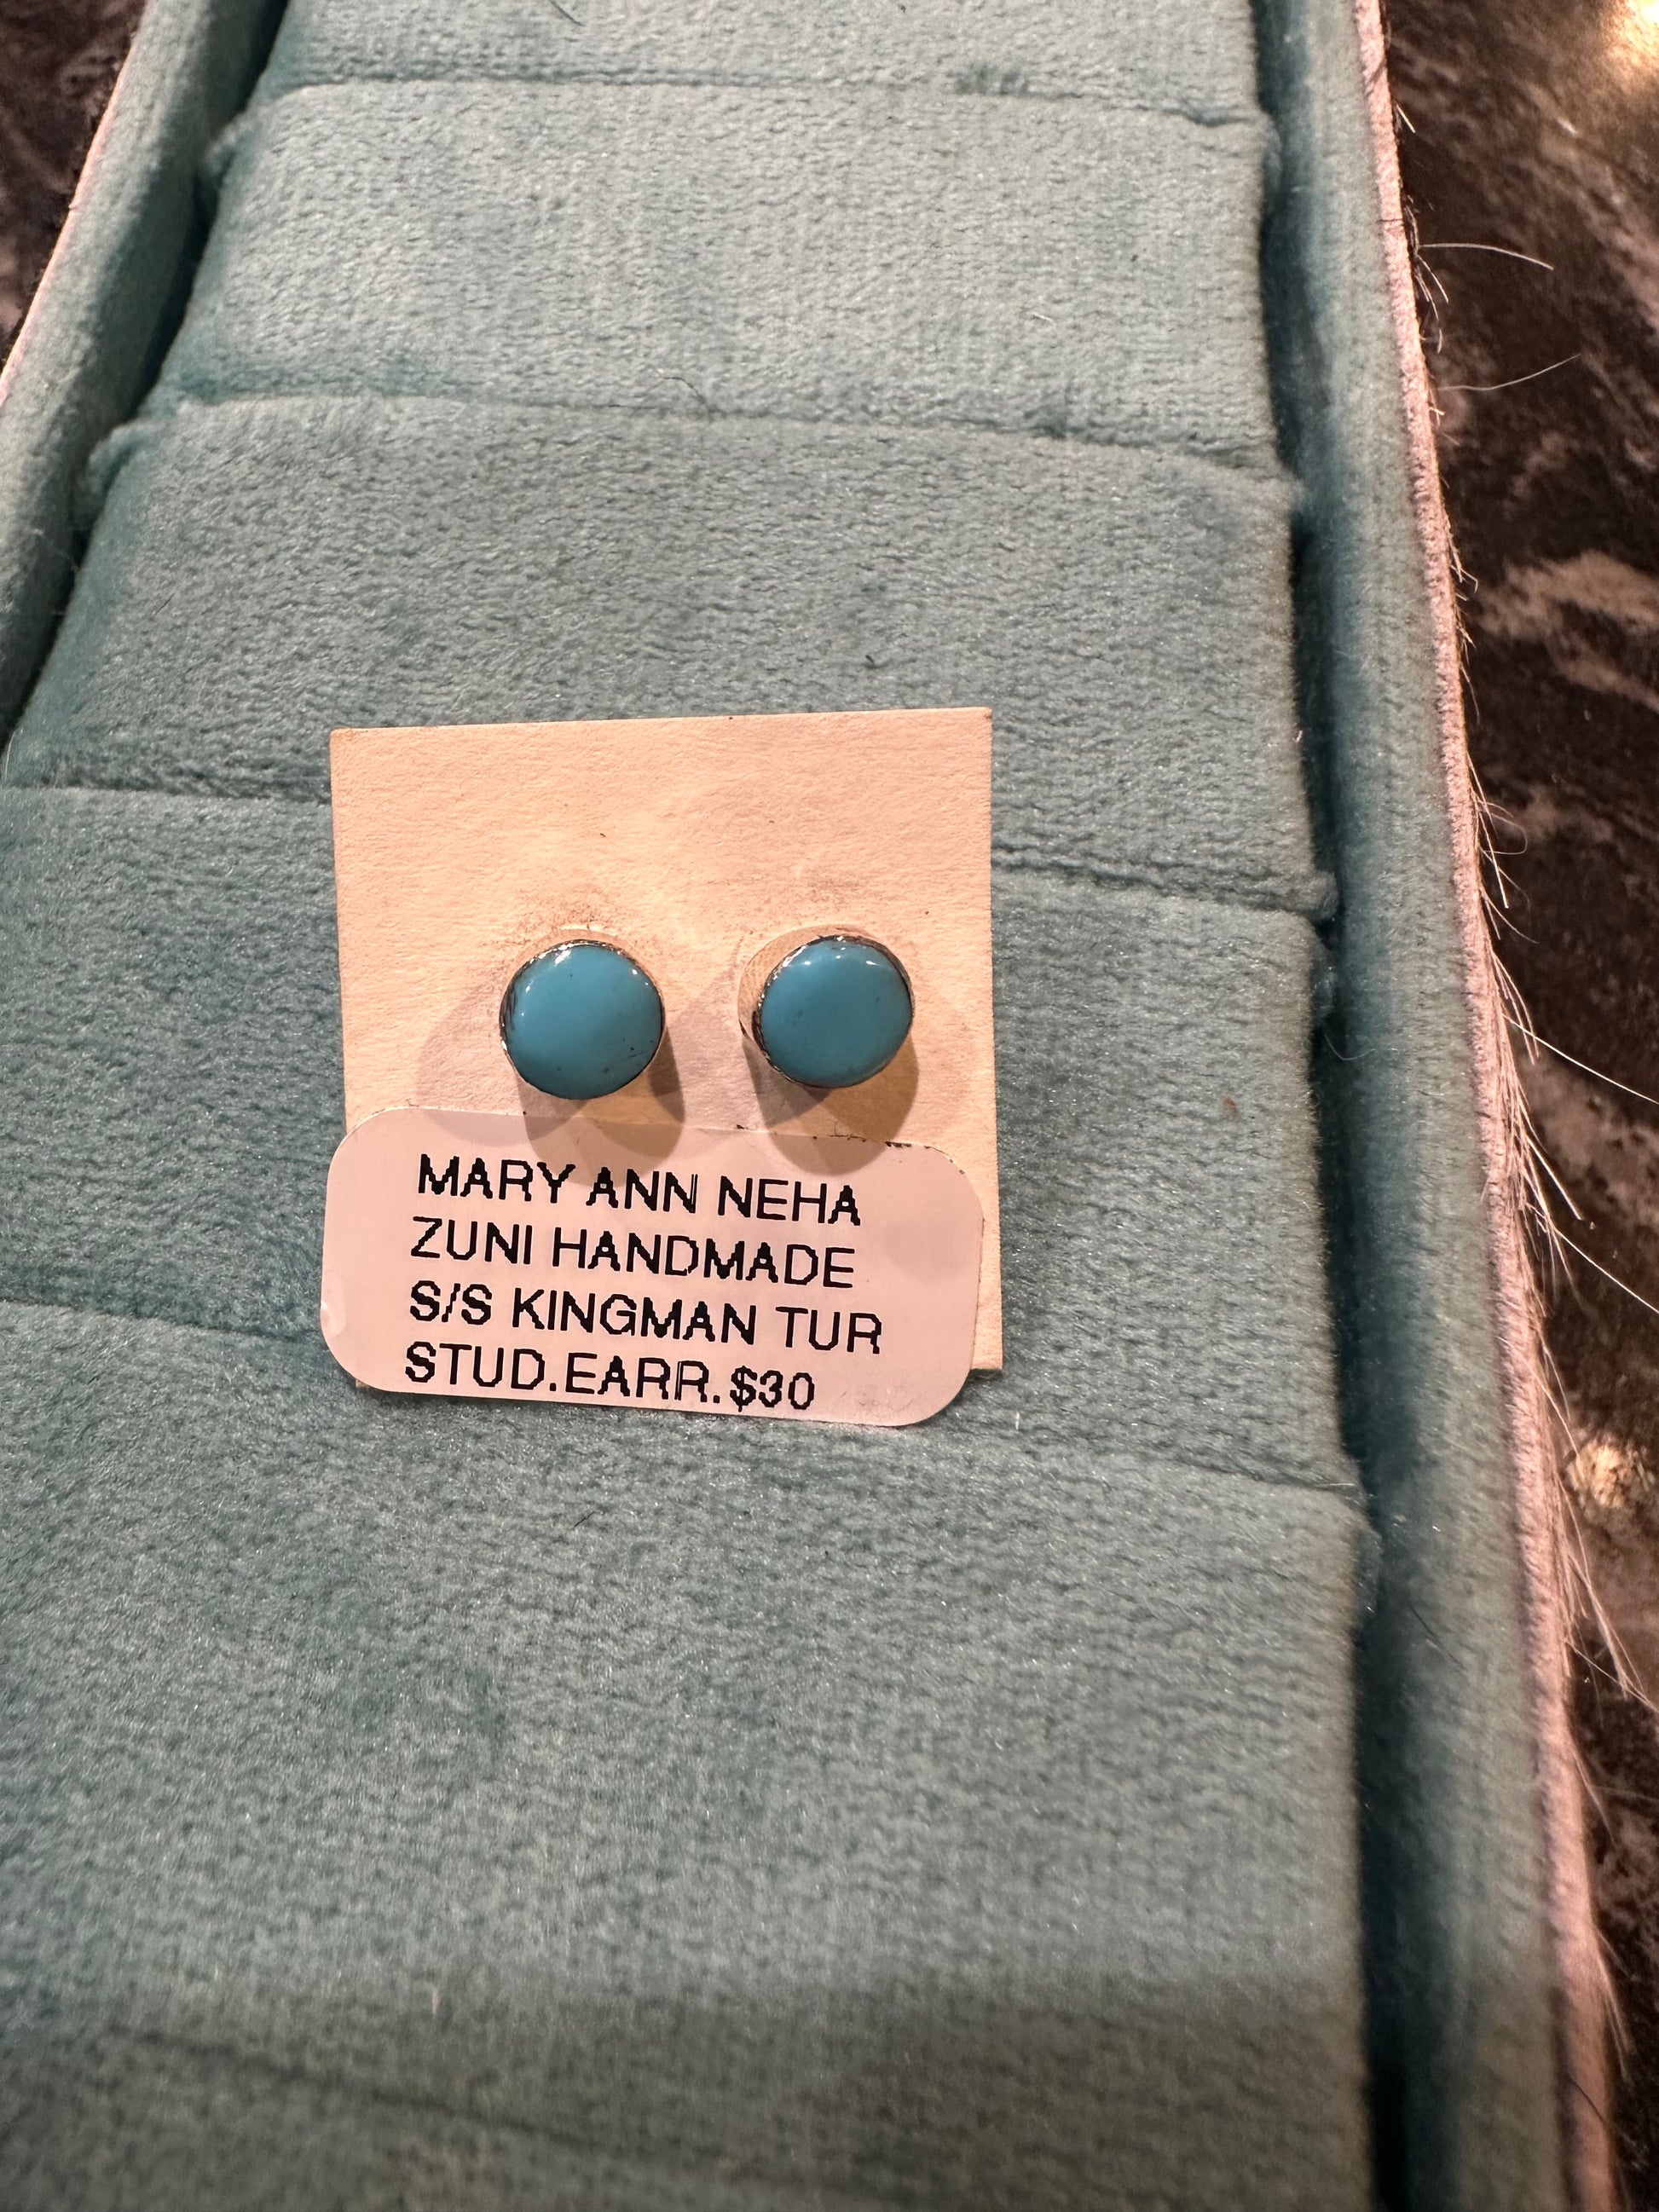 MARY ANN NEHA
ZUNI HANDMADE
S/S KINGMAN TUR
STUD.EARR.$30